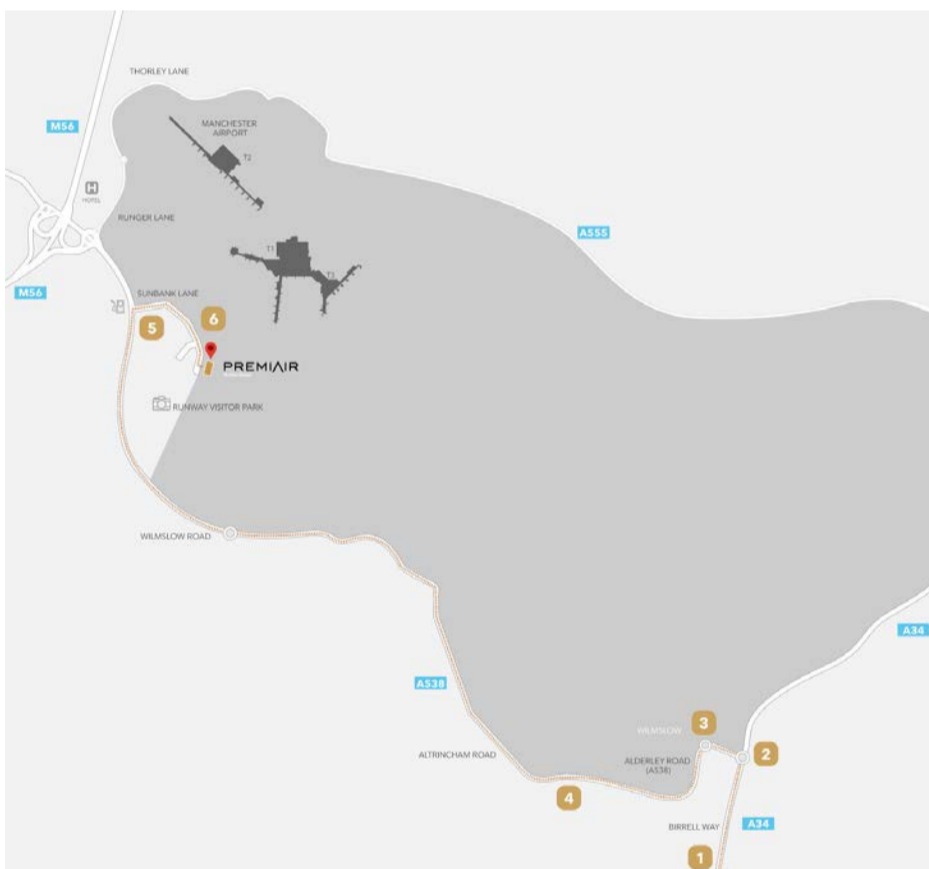 THORLEY LANE
M56
MANCHESTER
AIRPORT
T2
H
HOTEL
RUNGER LANE
A555
T1
T3
M56
SUNBANK LANE
5
6
PREMIAIR
RUNWAY VISITOR PARK
WILMSLOW ROAD
A34
A538
WILMSLOW
3
2
ALTRINCHAM ROAD
ALDERLEY ROAD
(A538)
4
BIRRELL WAY
A34
1